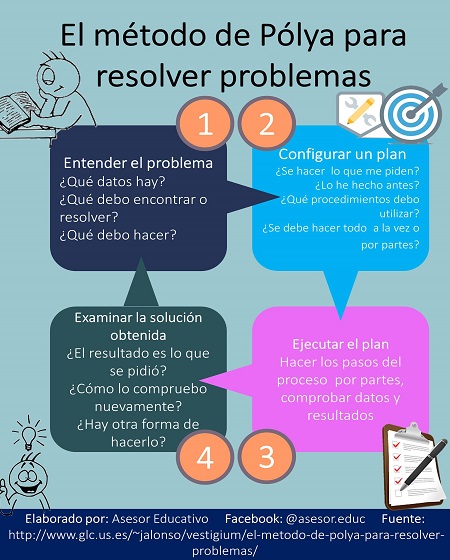 El método de Pólya para
resolver problemas
1
2
Entender el problema
¿Qué datos hay?
¿Qué debo encontrar o
resolver?
¿Qué debo hacer?
Configurar un plan
¿Se hacer lo que me piden?
¿Lo he hecho antes?
¿Qué procedimientos debo
utilizar?
¿Se debe hacer todo a la vez o
por partes?
Ejecutar el plan
Hacer los pasos del
proceso por partes,
comprobar datos y
resultados
3
Examinar la solución
obtenida
¿El resultado es lo que
se pidió?
¿Cómo lo compruebo
nuevamente?
¿Hay otra forma de
hacerlo?
4
Elaborado por: Asesor Educativo Facebook: @asesor.educ Fuente:
http://www.glc.us.es/~jalonso/vestigium/el-metodo-de-polya-para-resolver-
problemas/